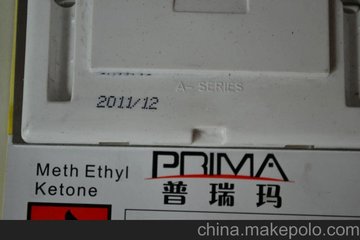 A- SERIES
2011/12
Meth Ethyl
Ketone
PRIMA
普瑞玛
china.makepolo.com